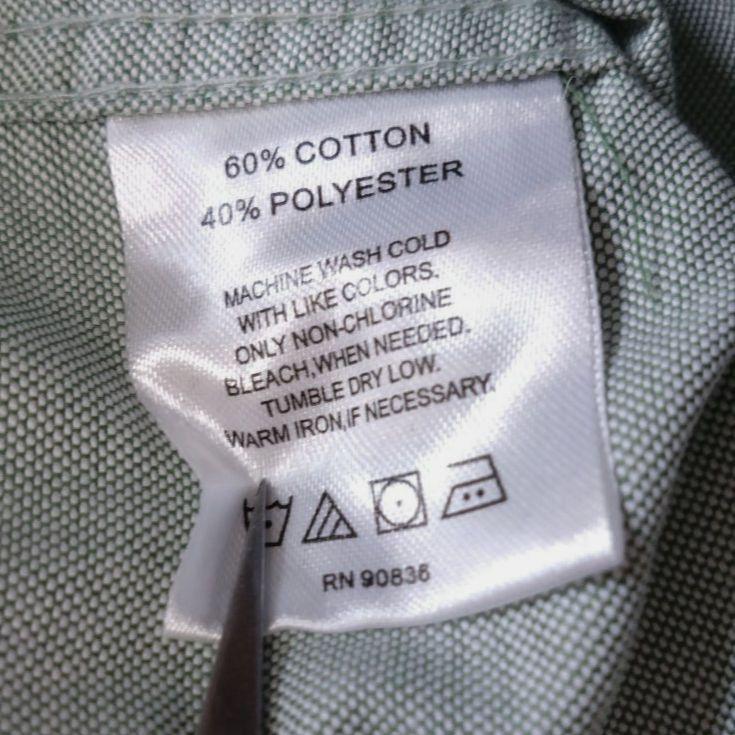 60% COTTON
40% POLYESTER
MACHINE WASH COLD
WITH LIKE COLORS.
ONLY NON-CHLORINE
BLEACH,WHEN NEEDED.
TUMBLE DRY LOW.
WARM IRON,IF NECESSARY.
RN 90836